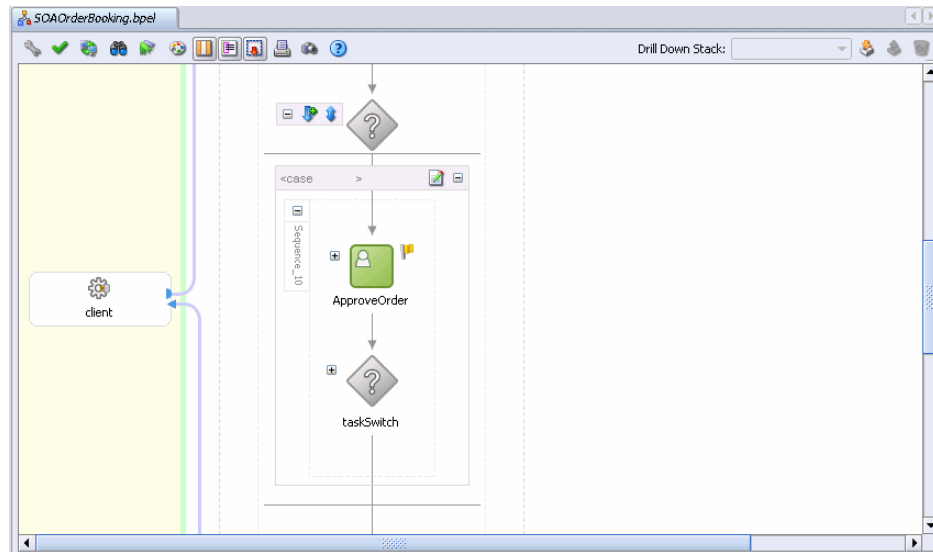 SOAOrderBooking.bpel
Drill Down Stack:
<case >
Sequence_10
ApproveOrder
client
taskSwitch